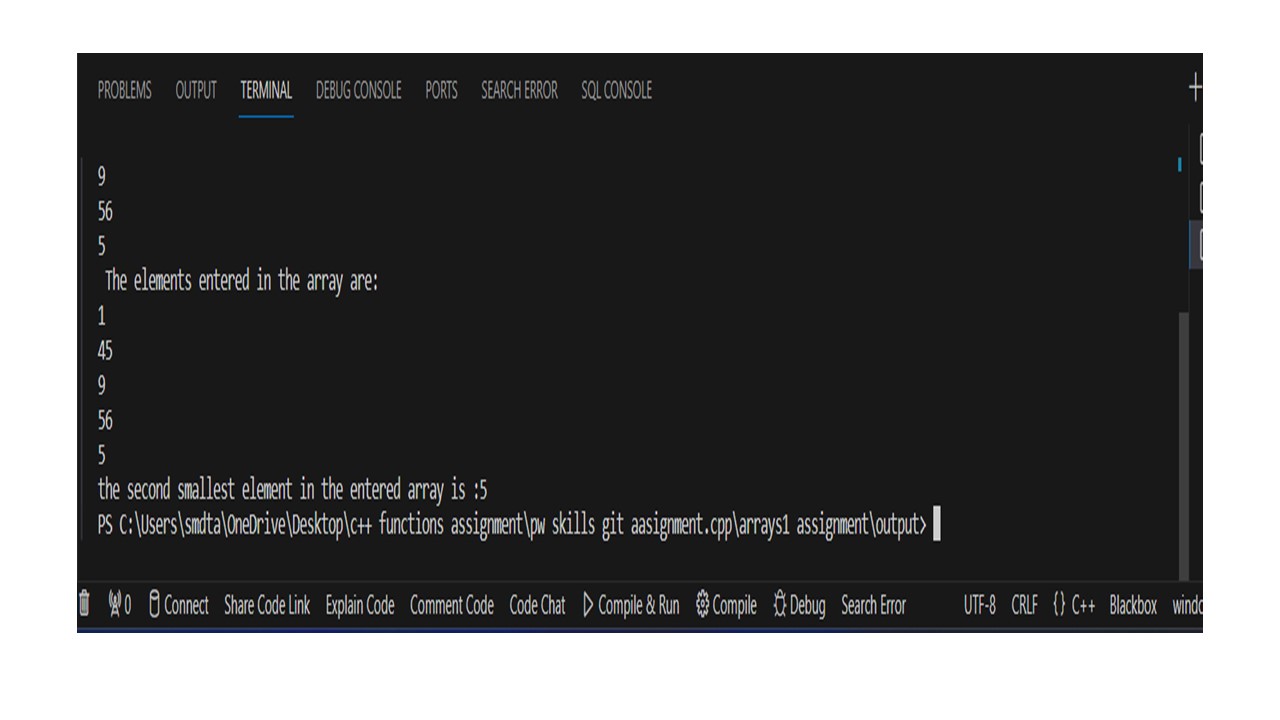 PROBLEMS OUTPUT TERMINAL DEBUG CONSOLE PORTS SEARCH ERROR SQL CONSOLE
9
56
5
The elements entered in the array are:
1
45
9
56
5
the second smallest element in the entered array is :5
PS C:\Users\smdta\OneDrive\Desktop\c++ functions assignment\pw skills git aasignment.cpp\arrays1 assignment\output>
0 Connect Share Code Link Explain Code Comment Code Code Chat Compile & Run Compile Debug Search Error UTF-8 CRLF {} C++ Blackbox